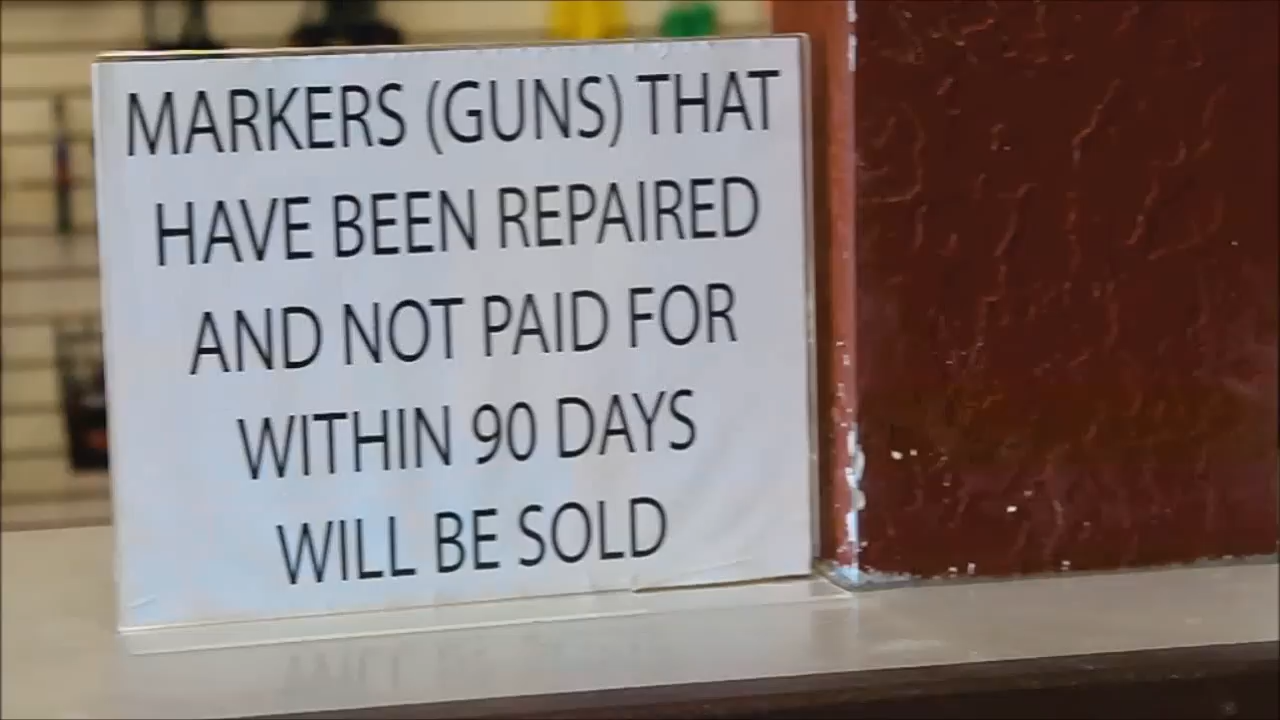 MARKERS (GUNS) THAT
HAVE BEEN REPAIRED
AND NOT PAID FOR
WITHIN 90 DAYS
WILL BE SOLD